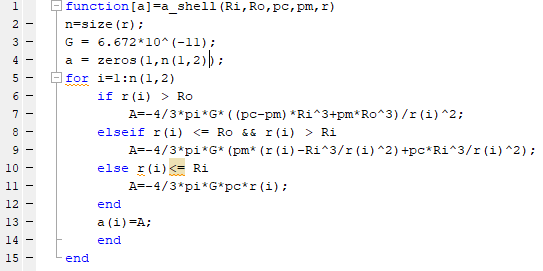 1 function[a]=a_shell(Ri,Ro,pc,pm,r)
2 n=size(r);
3 G = 6.672*10^(-11);
4 a = zeros(1,n(1,2));
5 for i=1:n(1,2)
6 if r(i) > Ro
7 A=-4/3*pi*G*((pc-pm)*Ri^3+pm*Ro^3)/r(i)^2;
8 elseif r(i) <= Ro && r(i) > Ri
9 A=-4/3*pi*G*(pm*(r(i)-Ri^3/r(i)^2)+pc*Ri^3/r(i)^2);
10 else r(i)<= Ri
11 A=-4/3*pi*G*pc*r(i);
12 end
13 a(i)=A;
14 end
15 end